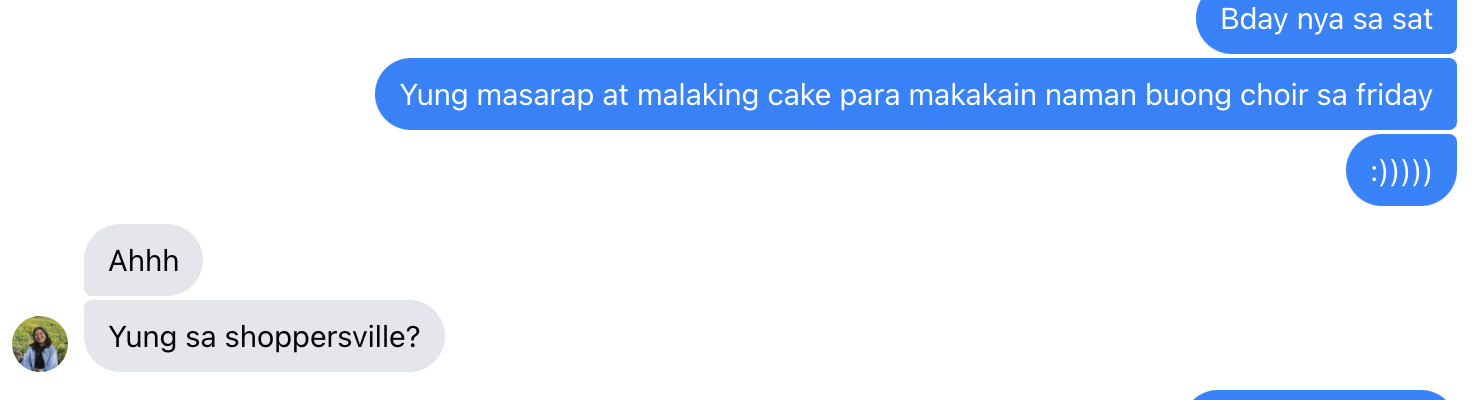 Bday nya sa sat
Yung masarap at malaking cake para makakain naman buong choir sa friday
:)))))
Ahhh
Yung sa shoppersville?